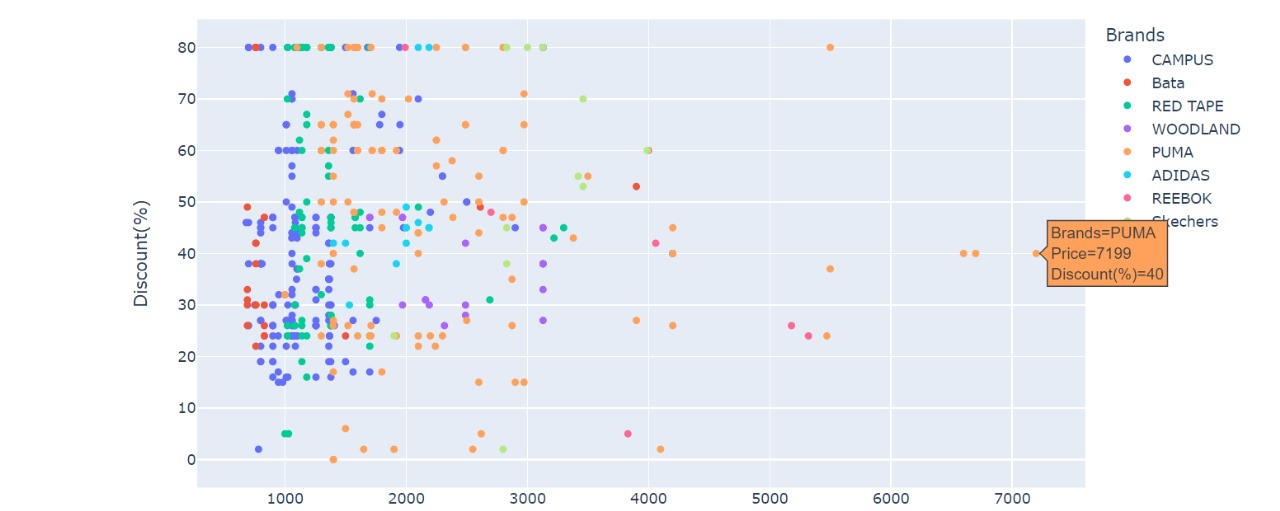 Brands
CAMPUS
Bata
RED TAPE
WOODLAND
PUMA
ADIDAS
REEBOK
Skechers
Brands=PUMA
Price=7199
Discount(%)=40
Discount(%)
80
70
60
50
40
30
20
10
0
1000 2000 3000 4000 5000 6000 7000